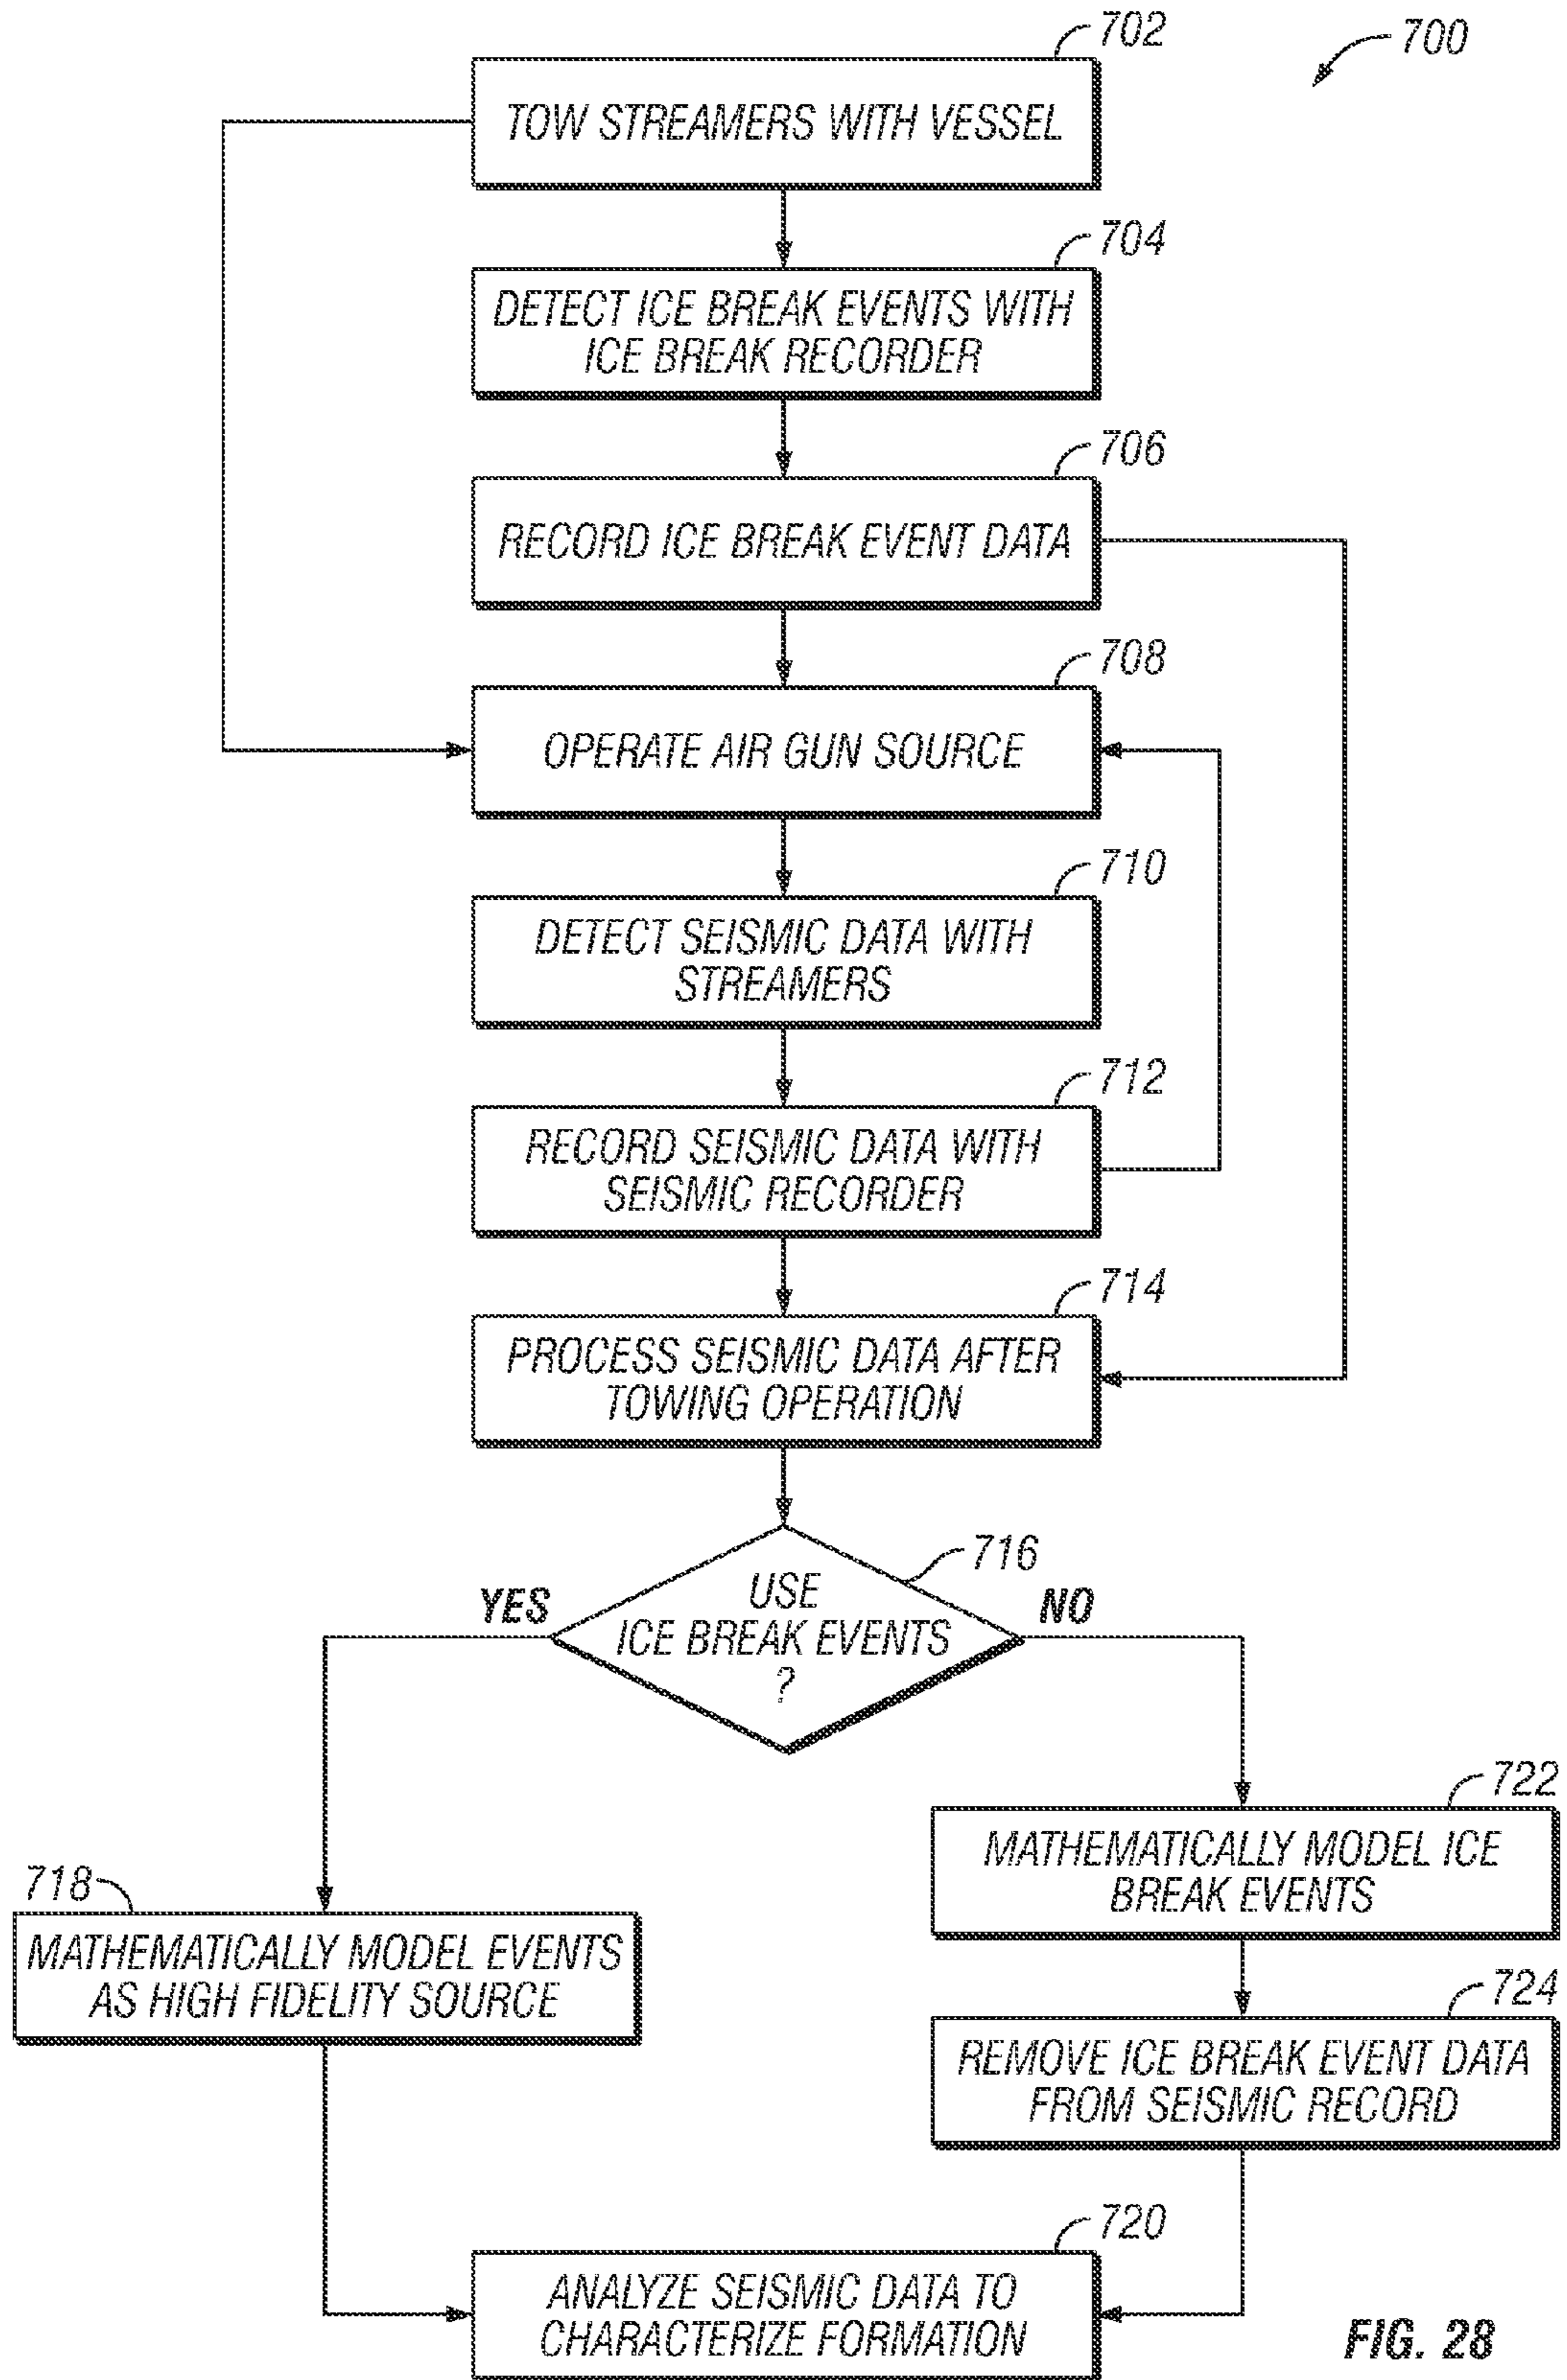 702
700
TOW STREAMERS WITH VESSEL
704
DETECT ICE BREAK EVENTS WITH
ICE BREAK RECORDER
706
RECORD ICE BREAK EVENT DATA
708
OPERATE AIR GUN SOURCE
710
DETECT SEISMIC DATA WITH
STREAMERS
712
RECORD SEISMIC DATA WITH
SEISMIC RECORDER
714
PROCESS SEISMIC DATA AFTER
TOWING OPERATION
716
USE
ICE BREAK EVENTS
?
YES
NO
722
MATHEMATICALLY MODEL ICE
BREAK EVENTS
718
MATHEMATICALLY MODEL EVENTS
AS HIGH FIDELITY SOURCE
724
REMOVE ICE BREAK EVENT DATA
FROM SEISMIC RECORD
720
ANALYZE SEISMIC DATA TO
CHARACTERIZE FORMATION
FIG. 28